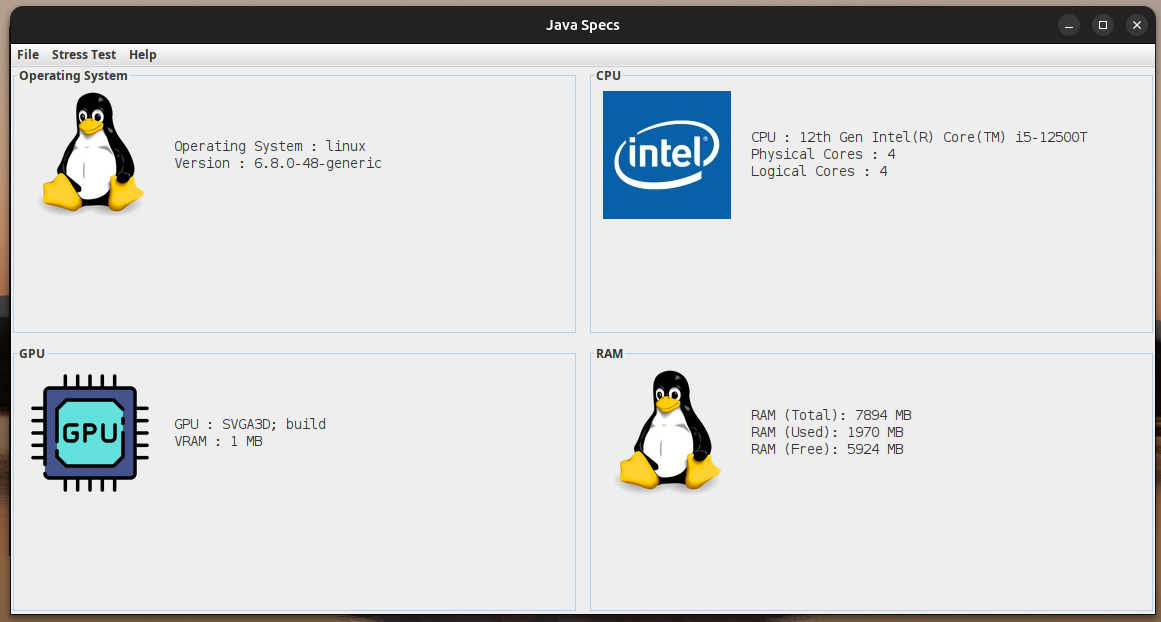 Java Specs
File Stress Test Help
Operating System
Operating System : linux
Version : 6.8.0-48-generic
CPU
intel®
CPU : 12th Gen Intel(R) Core(TM) i5-12500T
Physical Cores : 4
Logical Cores : 4
GPU
GPU
GPU : SVGA3D; build
VRAM : 1 MB
RAM
RAM (Total): 7894 MB
RAM (Used): 1970 MB
RAM (Free): 5924 MB